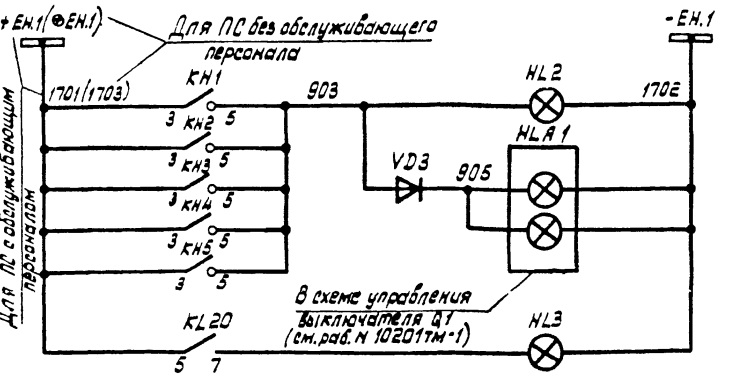 +ЕН.1(⊕ЕН.1)
Для ПС без обслуживающего
персонала
-ЕН.1
1701(1703)
КН1
3 5
903
HL2
1702
КН2
3 5
КН3
3 5
КН4
3 5
КН5
3 5
VD3
905
HLA1
Для ПС с обслуживающим
персоналом
В схеме управления
выключателя Q1
(см. раб. N 10201тм-1)
KL20
5 7
HL3